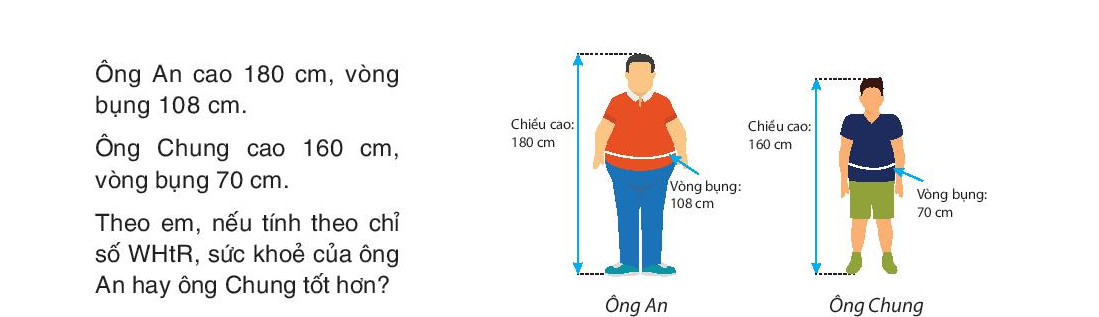 Ông An cao 180 cm, vòng
bụng 108 cm.
Ông Chung cao 160 cm,
vòng bụng 70 cm.
Theo em, nếu tính theo chỉ
số WHtR, sức khoẻ của ông
An hay ông Chung tốt hơn?
Chiều cao:
180 cm
Vòng bụng:
108 cm
Ông An
Chiều cao:
160 cm
Vòng bụng:
70 cm
Ông Chung